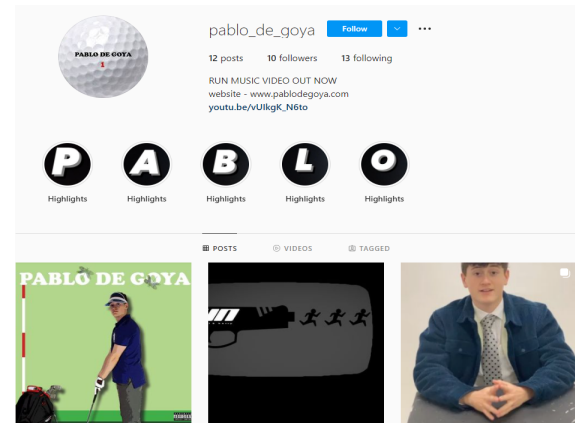 pablo_de_goya Follow
PABLO DE GOYA
1
12 posts 10 followers 13 following
RUN MUSIC VIDEO OUT NOW
website - www.pablodegoya.com
youtu.be/vUIkgK_N6to
P A B L O
Highlights Highlights Highlights Highlights Highlights
POSTS VIDEOS TAGGED
PABLO DE GOYA